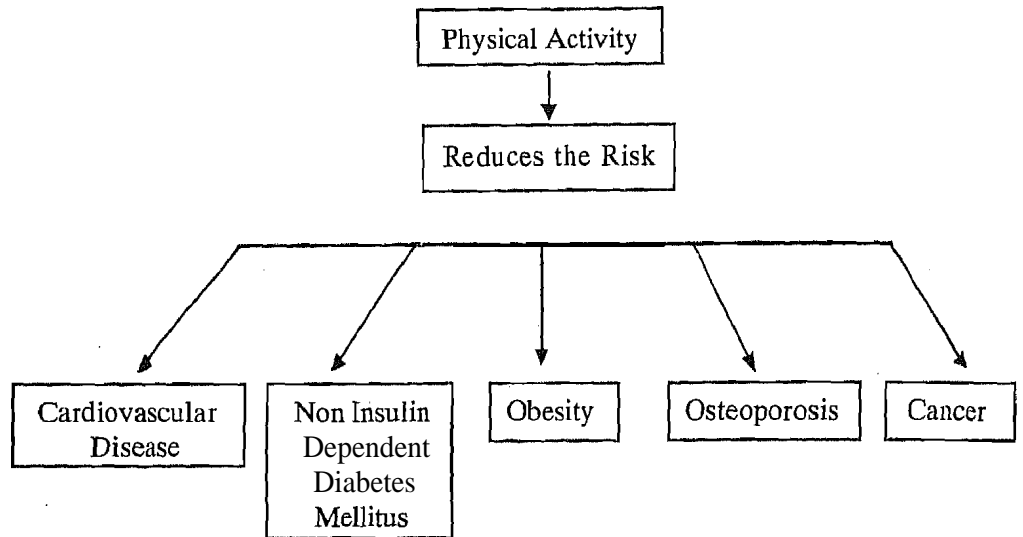 Physical Activity
Reduces the Risk
Cardiovascular
Disease
Non Insulin
Dependent
Diabetes
Mellitus
Obesity
Osteoporosis
Cancer